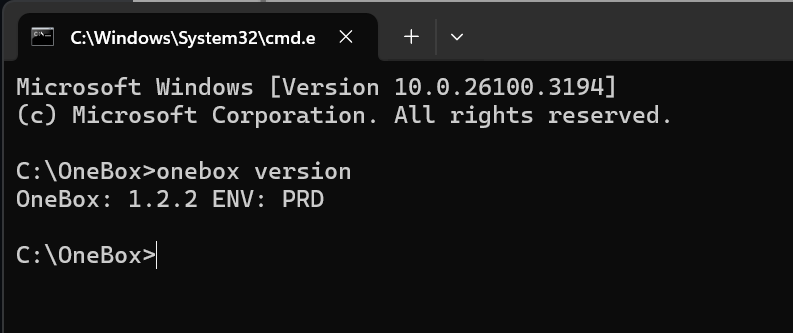 C:\Windows\System32\cmd.e
Microsoft Windows [Version 10.0.26100.3194]
(c) Microsoft Corporation. All rights reserved.
C:\OneBox>onebox version
OneBox: 1.2.2 ENV: PRD
C:\OneBox>